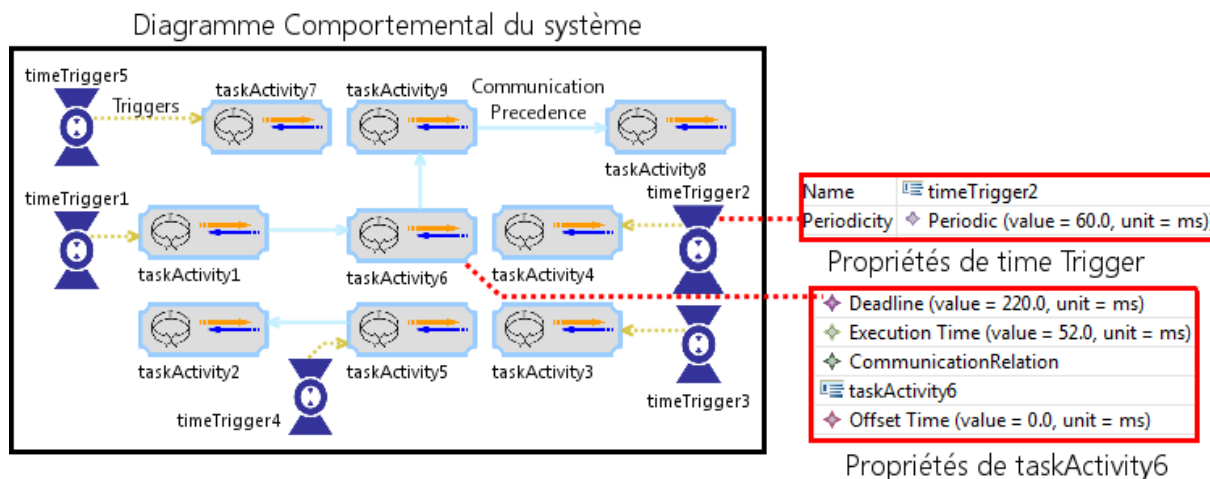 Diagramme Comportemental du système
timeTrigger5
Triggers
taskActivity7
taskActivity9
Communication
Precedence
taskActivity8
timeTrigger1
taskActivity1
taskActivity6
taskActivity4
timeTrigger2
taskActivity2
timeTrigger4
taskActivity5
taskActivity3
timeTrigger3
Name timeTrigger2
Periodicity Periodic (value = 60.0, unit = ms)
Propriétés de time Trigger
Deadline (value = 220.0, unit = ms)
Execution Time (value = 52.0, unit = ms)
CommunicationRelation
taskActivity6
Offset Time (value = 0.0, unit = ms)
Propriétés de taskActivity6